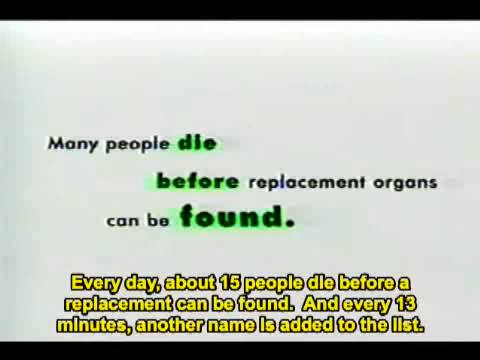 Many people die
before replacement organs
can be found.
Every day, about 15 people die before a
replacement can be found.  And every 13
minutes, another name is added to the list.